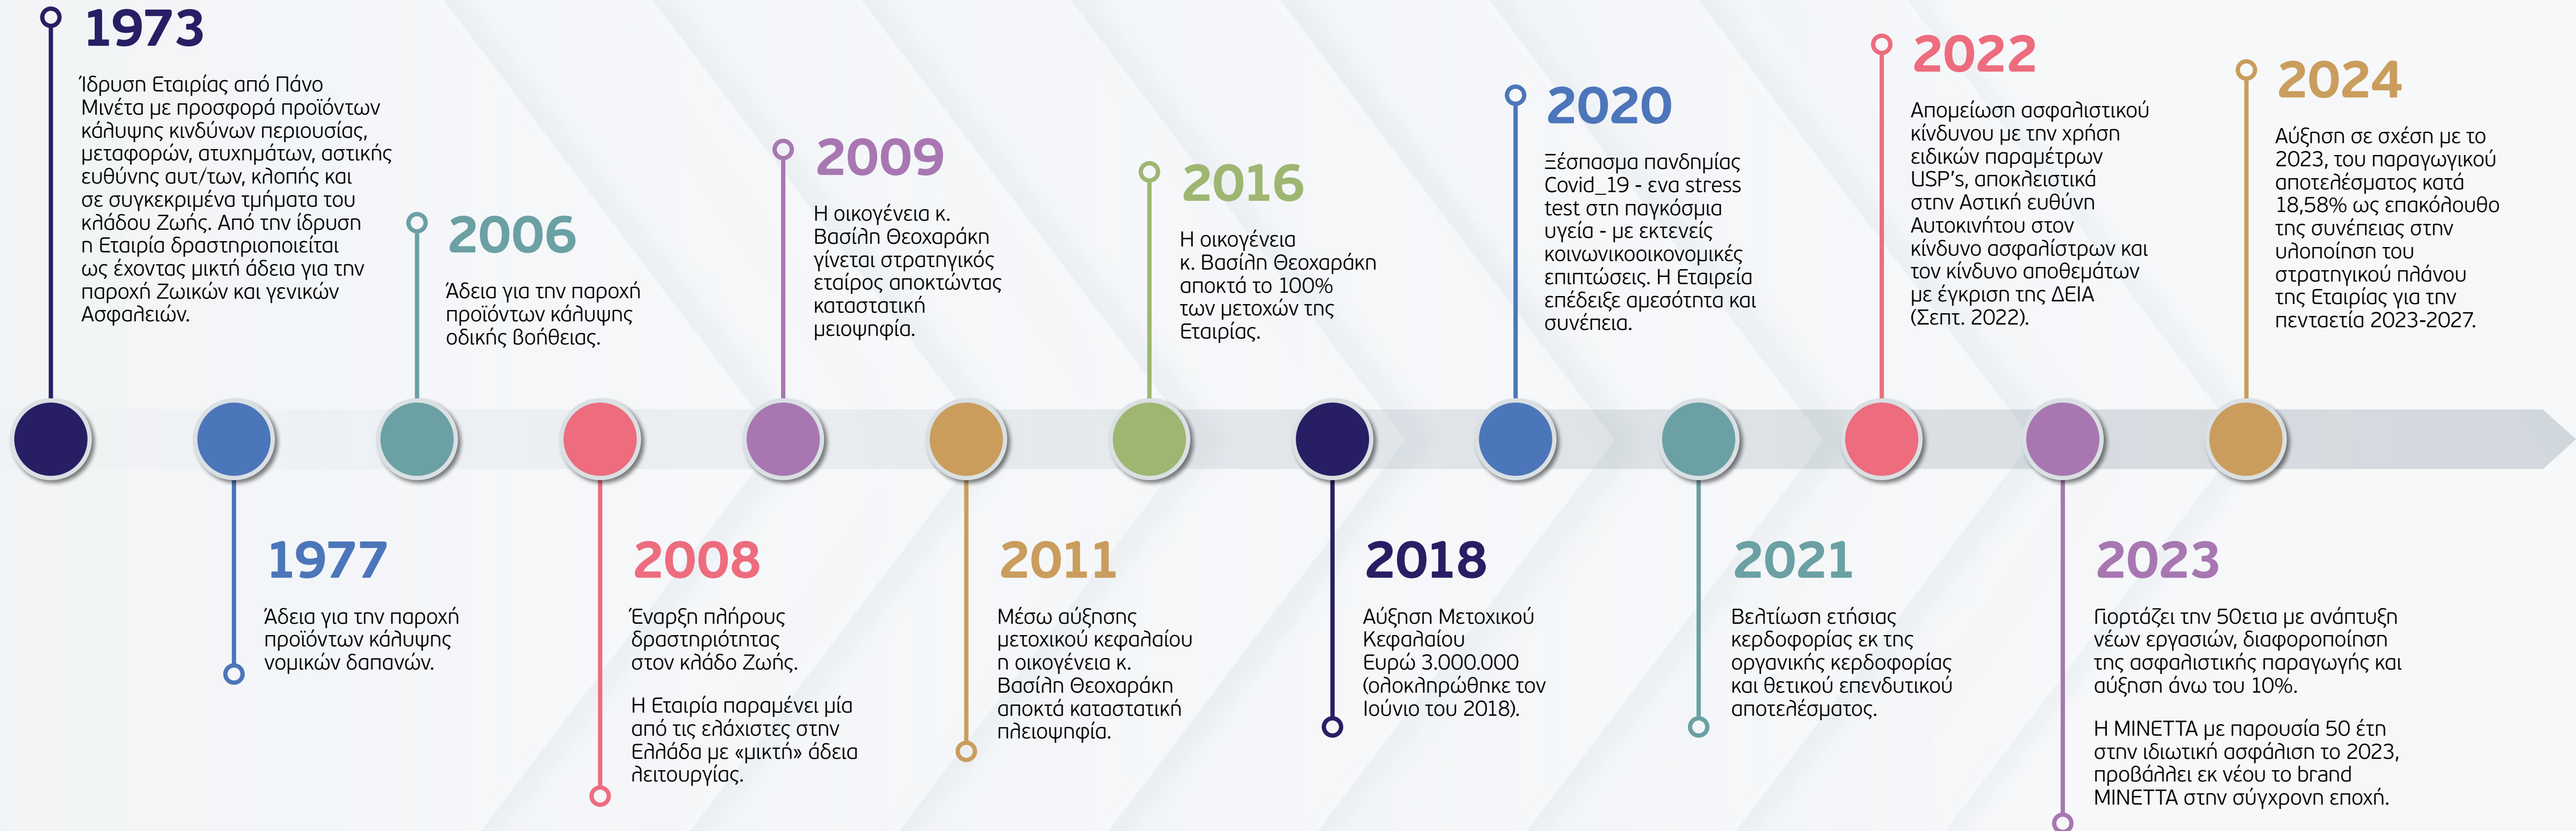 1973
Ίδρυση Εταιρίας από Πάνο
Μινέτα με προσφορά προϊόντων
κάλυψης κινδύνων περιουσίας,
μεταφορών, ατυχημάτων, αστικής
ευθύνης αυτ/των, κλοπής και
σε συγκεκριμένα τμήματα του
κλάδου Ζωής. Από την ίδρυση
η Εταιρία δραστηριοποιείται
ως έχοντας μικτή άδεια για την
παροχή Ζωικών και γενικών
Ασφαλειών.
1977
Άδεια για την παροχή
προϊόντων κάλυψης
νομικών δαπανών.
2006
Άδεια για την παροχή
προϊόντων κάλυψης
οδικής βοήθειας.
2008
Έναρξη πλήρους
δραστηριότητας
στον κλάδο Ζωής.
Η Εταιρία παραμένει μία
από τις ελάχιστες στην
Ελλάδα με «μικτή» άδεια
λειτουργίας.
2009
Η οικογένεια κ.
Βασίλη Θεοχαράκη
γίνεται στρατηγικός
εταίρος αποκτώντας
καταστατική
μειοψηφία.
2011
Μέσω αύξησης
μετοχικού κεφαλαίου
η οικογένεια κ.
Βασίλη Θεοχαράκη
αποκτά καταστατική
πλειοψηφία.
2016
Η οικογένεια
κ. Βασίλη Θεοχαράκη
αποκτά το 100%
των μετοχών της
Εταιρίας.
2018
Αύξηση Μετοχικού
Κεφαλαίου
Ευρώ 3.000.000
(ολοκληρώθηκε τον
Ιούνιο του 2018).
2020
Ξέσπασμα πανδημίας
Covid_19 - ενα stress
test στη παγκόσμια
υγεία - με εκτενείς
κοινωνικοοικονομικές
επιπτώσεις. Η Εταιρεία
επέδειξε αμεσότητα και
συνέπεια.
2021
Βελτίωση ετήσιας
κερδοφορίας εκ της
οργανικής κερδοφορίας
και θετικού επενδυτικού
αποτελέσματος.
2022
Απομείωση ασφαλιστικού
κίνδυνου με την χρήση
ειδικών παραμέτρων
USP's, αποκλειστικά
στην Αστική ευθύνη
Αυτοκινήτου στον
κίνδυνο ασφαλίστρων και
τον κίνδυνο αποθεμάτων
με έγκριση της ΔΕΙΑ
(Σεπτ. 2022).
2023
Γιορτάζει την 50ετια με ανάπτυξη
νέων εργασιών, διαφοροποίηση
της ασφαλιστικής παραγωγής και
αύξηση άνω του 10%.
Η MINETTA με παρουσία 50 έτη
στην ιδιωτική ασφάλιση το 2023,
προβάλλει εκ νέου το brand
MINETTA στην σύγχρονη εποχή.
2024
Αύξηση σε σχέση με το
2023, του παραγωγικού
αποτελέσματος κατά
18,58% ως επακόλουθο
της συνέπειας στην
υλοποίηση του
στρατηγικού πλάνου
της Εταιρίας για την
πενταετία 2023-2027.